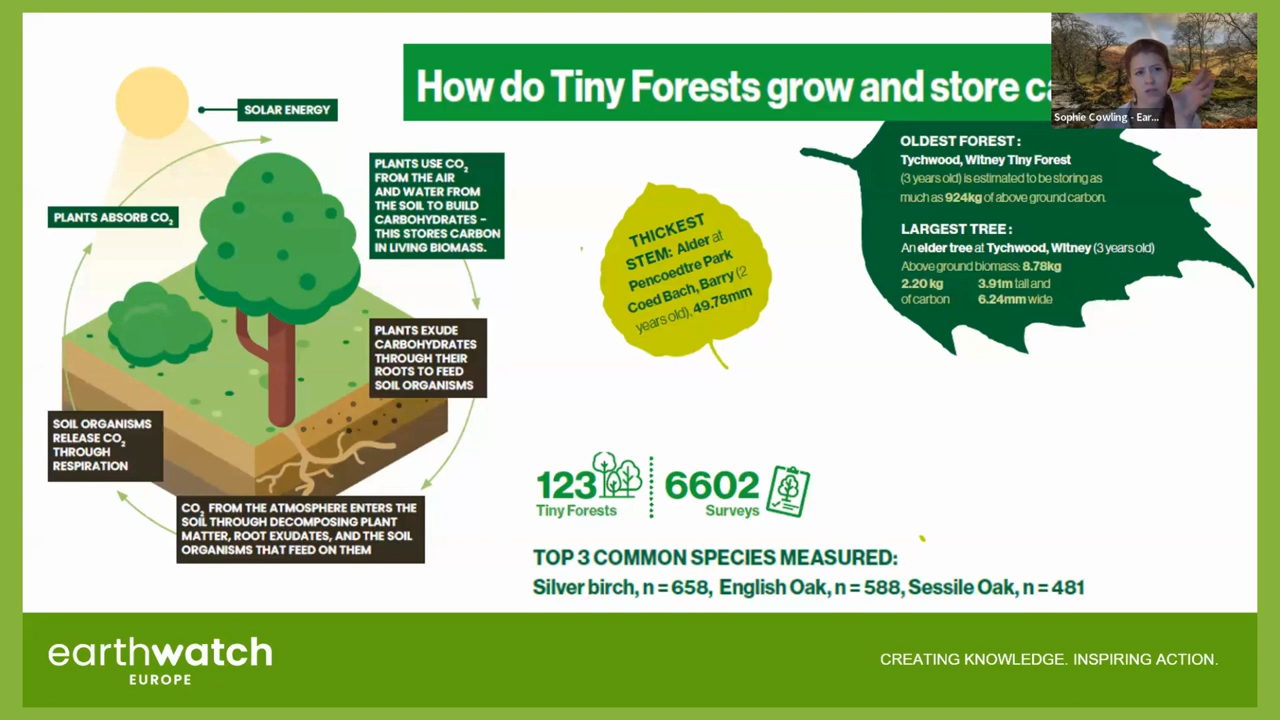 How do Tiny Forests grow and store
Sophie Cowling - Ear...
SOLAR ENERGY
PLANTS ABSORB CO₂
PLANTS USE CO₂
FROM THE AIR
AND WATER FROM
THE SOIL TO BUILD
CARBOHYDRATES –
THIS STORES CARBON
IN LIVING BIOMASS.
PLANTS EXUDE
CARBOHYDRATES
THROUGH THEIR
ROOTS TO FEED
SOIL ORGANISMS
SOIL ORGANISMS
RELEASE CO₂
THROUGH
RESPIRATION
CO₂ FROM THE ATMOSPHERE ENTERS THE
SOIL THROUGH DECOMPOSING PLANT
MATTER, ROOT EXUDATES, AND THE SOIL
ORGANISMS THAT FEED ON THEM
THICKEST
STEM: Alder at
Pencoedtre Park
Coed Bach, Barry (2
years old), 49.78mm
OLDEST FOREST :
Tychwood, Witney Tiny Forest
(3 years old) is estimated to be storing as
much as 924kg of above ground carbon.
LARGEST TREE :
An elder tree at Tychwood, Witney (3 years old)
Above ground biomass: 8.78kg
2.20 kg
of carbon
3.91m tall and
6.24mm wide
123
Tiny Forests
6602
Surveys
TOP 3 COMMON SPECIES MEASURED:
Silver birch, n = 658, English Oak, n = 588, Sessile Oak, n = 481
earthwatch
EUROPE
CREATING KNOWLEDGE. INSPIRING ACTION.